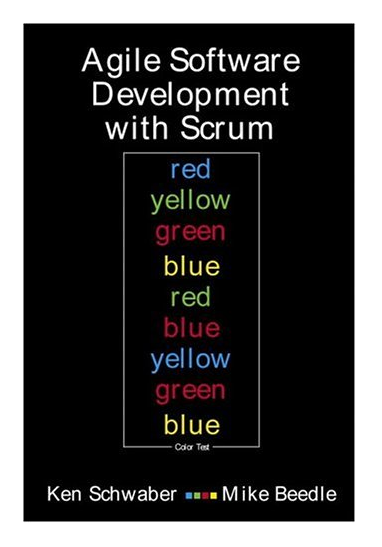 Agile Software
Development
with Scrum
red
yellow
green
blue
red
blue
yellow
green
blue
Color Test
Ken Schwaber Mike Beedle